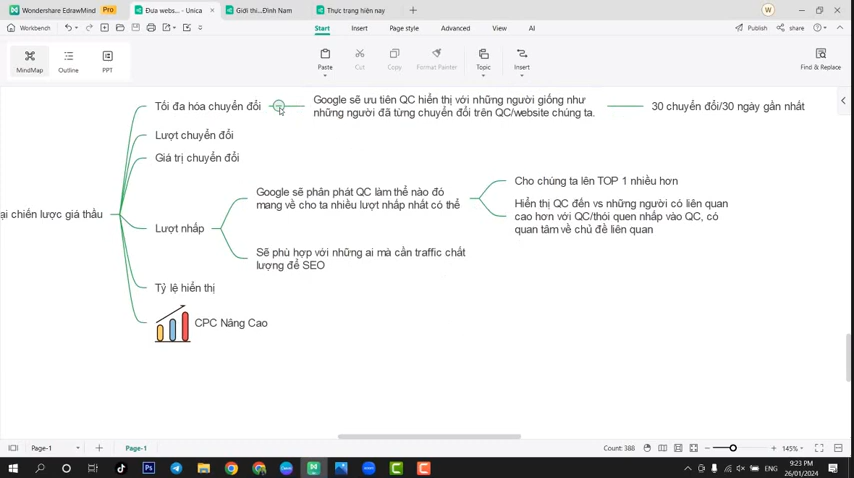 Wondershare EdrawMind Pro
Đưa webs... - Unica
Giới thi...Đình Nam
Thực trạng hiện nay
W
Workbench
Start
Insert
Page style
Advanced
View
AI
Publish
share
MindMap
Outline
PPT
Paste
Cut
Copy
Format Painter
Topic
Insert
Find & Replace
Tối đa hóa chuyển đổi
Google sẽ ưu tiên QC hiển thị với những người giống như
những người đã từng chuyển đổi trên QC/website chúng ta.
30 chuyển đổi/30 ngày gần nhất
Lượt chuyển đổi
Giá trị chuyển đổi
ại chiến lược giá thầu
Lượt nhấp
Google sẽ phân phát QC làm thế nào đó
mang về cho ta nhiều lượt nhấp nhất có thể
Cho chúng ta lên TOP 1 nhiều hơn
Hiển thị QC đến vs những người có liên quan
cao hơn với QC/thói quen nhấp vào QC, có
quan tâm về chủ đề liên quan
Sẽ phù hợp với những ai mà cần traffic chất
lượng để SEO
Tỷ lệ hiển thị
CPC Nâng Cao
Page-1
Page-1
Count: 388
145%
ENG
9:23 PM
26/01/2024